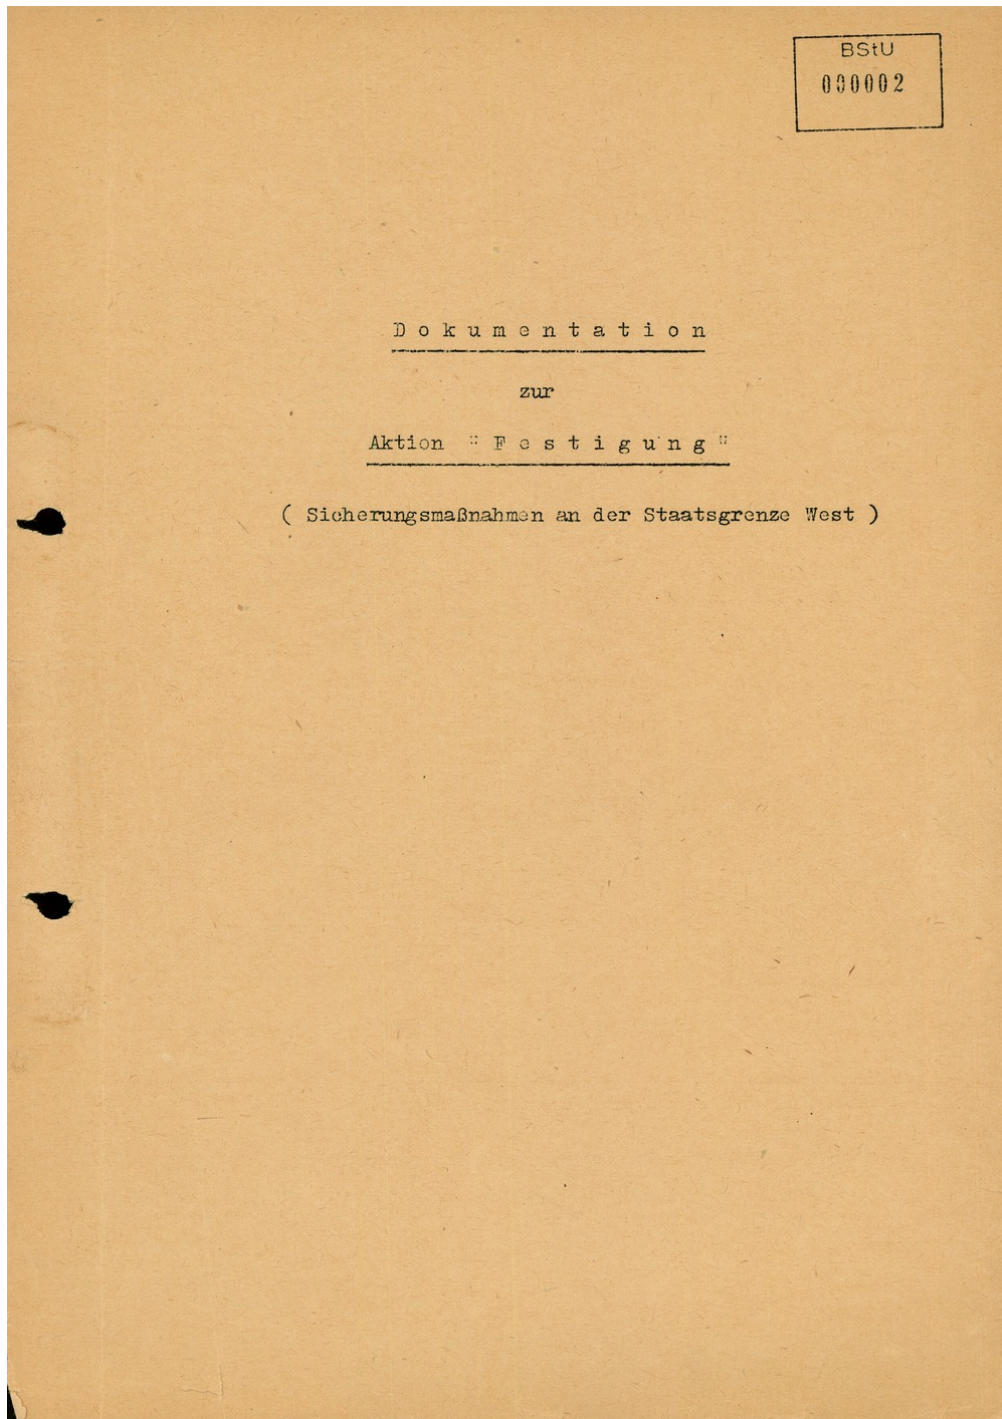 BStU
000002
Dokumentation
zur
Aktion "Festigung"
( Sicherungsmaßnahmen an der Staatsgrenze West )